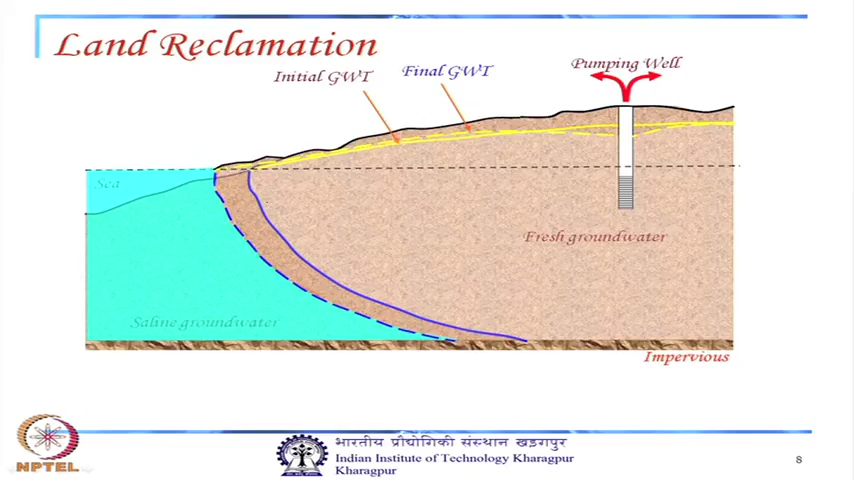 Land Reclamation
Initial GWT
Final GWT
Pumping Well
Sea
Fresh groundwater
Saline groundwater
Impervious
NPTEL
भारतीय प्रौद्योगिकी संस्थान खड़गपुर
Indian Institute of Technology Kharagpur
Kharagpur
8